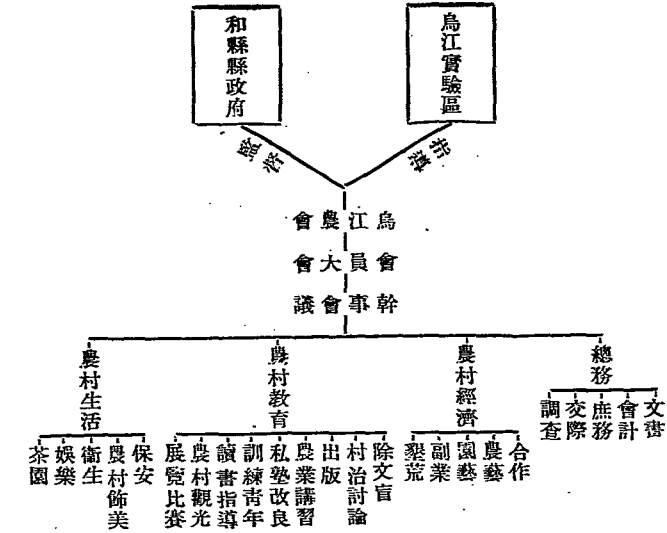 烏江實驗區
和縣縣政府
指導
監督
烏江農會
會員大會
幹事會議
總務
文書
會計
庶務
交際
調查
農村經濟
合作
農藝
園藝
副業
墾荒
農村教育
除文盲
村治討論
出版
農業講習
私塾改良
訓練靑年
讀書指導
農村觀光
展覽比賽
農村生活
保安
農村飾美
衛生
娛樂
茶園